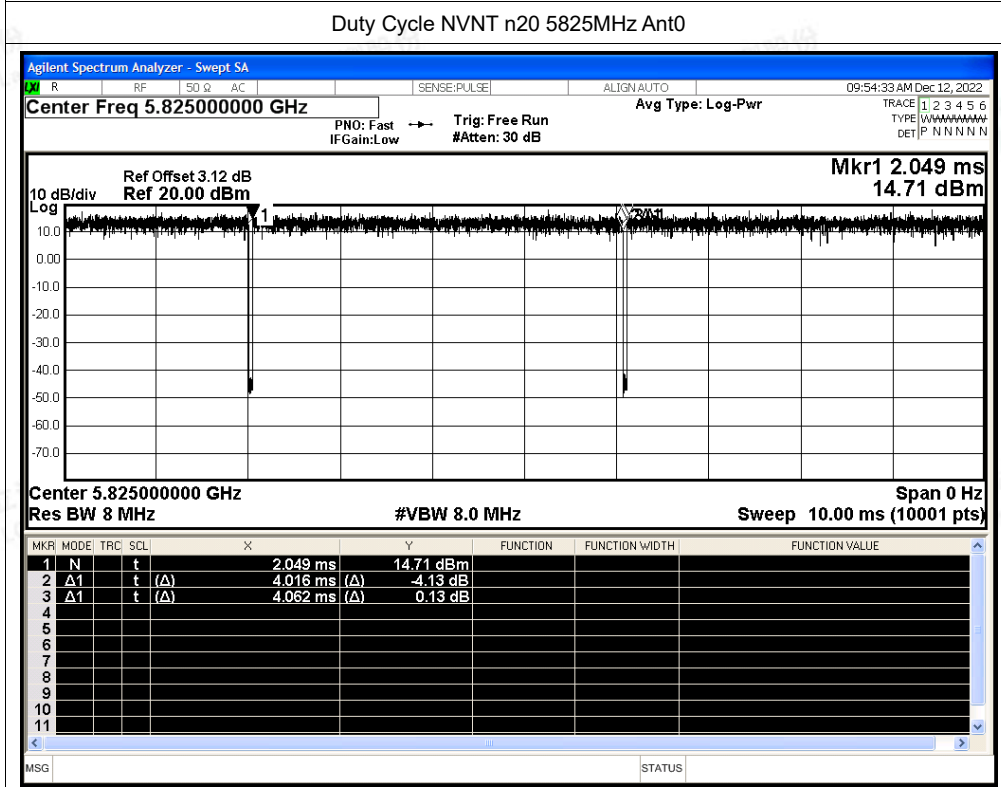 Duty Cycle NVNT n20 5825MHz Ant0
Agilent Spectrum Analyzer - Swept SA
LXI R RF 50 Ω AC SENSE:PULSE ALIGN AUTO 09:54:33 AM Dec 12, 2022
Center Freq 5.825000000 GHz Avg Type: Log-Pwr TRACE 1 2 3 4 5 6
PNO: Fast Trig: Free Run TYPE W
IFGain:Low #Atten: 30 dB DET P N N N N N
Mkr1 2.049 ms
Ref Offset 3.12 dB
10 dB/div Ref 20.00 dBm 14.71 dBm
Log
1
10.0
0.00
-10.0
-20.0
-30.0
-40.0
-50.0
-60.0
-70.0
Center 5.825000000 GHz Span 0 Hz
Res BW 8 MHz #VBW 8.0 MHz Sweep 10.00 ms (10001 pts)
MKR MODE TRC SCL X Y FUNCTION FUNCTION WIDTH FUNCTION VALUE
1 N t 2.049 ms 14.71 dBm
2 Δ1 t (Δ) 4.016 ms (Δ) -4.13 dB
3 Δ1 t (Δ) 4.062 ms (Δ) 0.13 dB
4
5
6
7
8
9
10
11
MSG STATUS